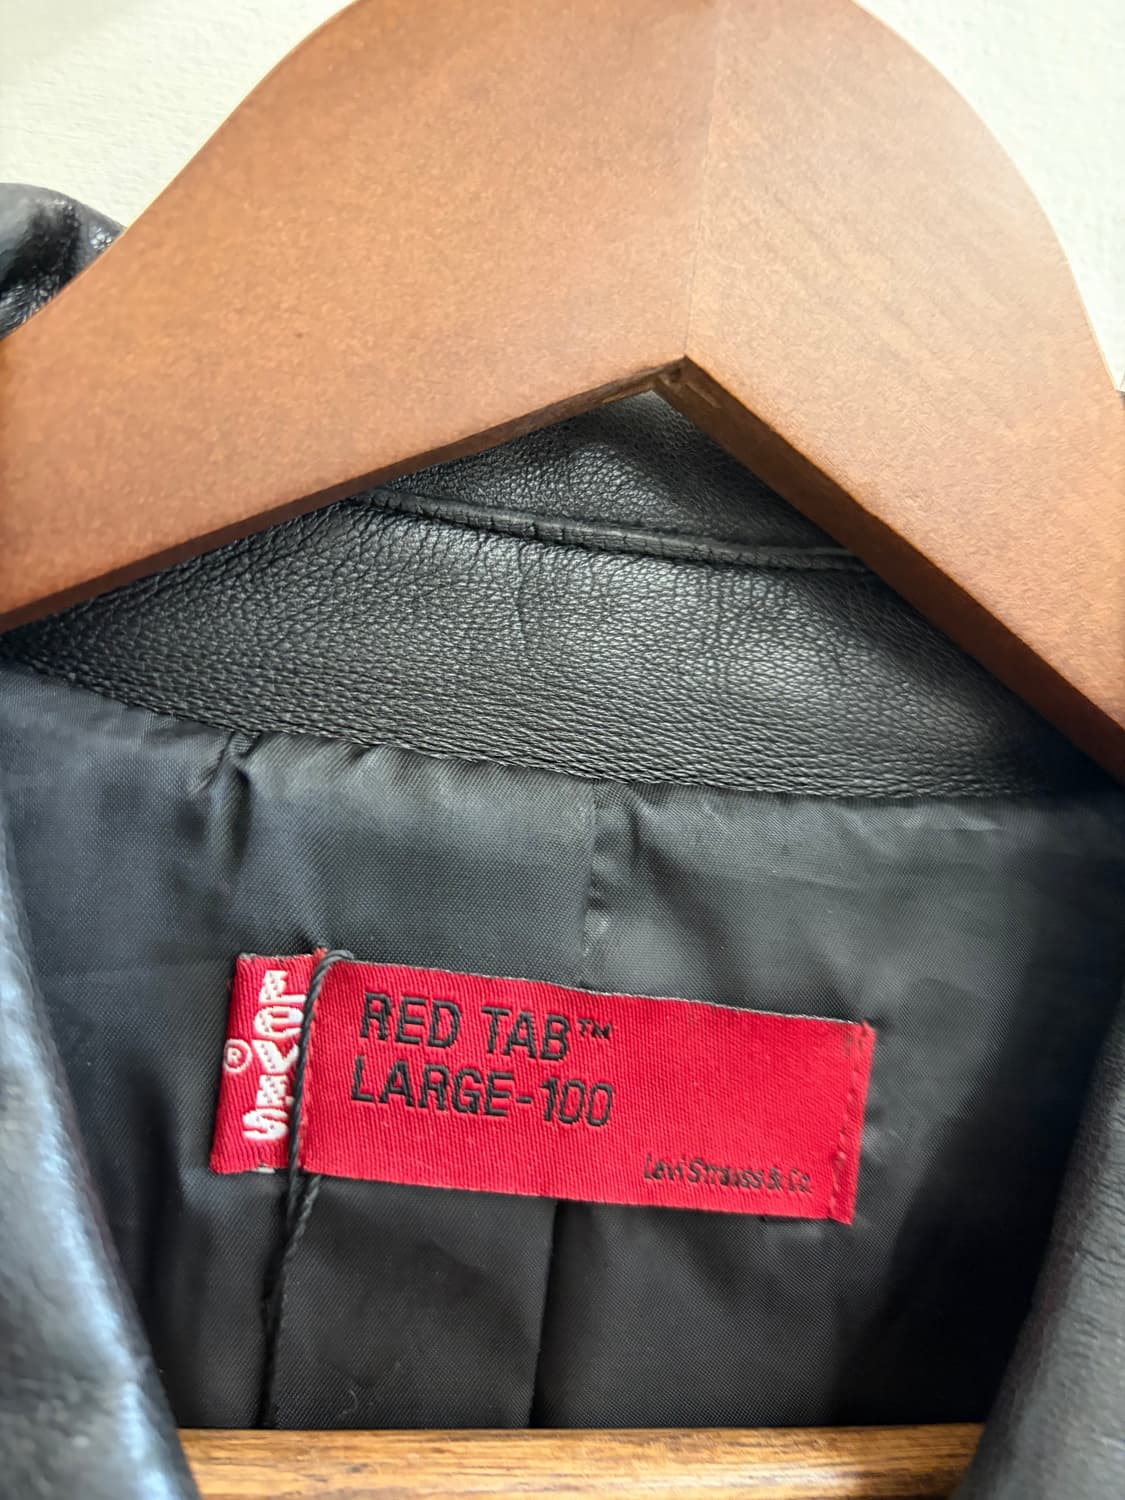 LEVI'S
®
RED TAB™
LARGE-100
Levi Strauss & Co.